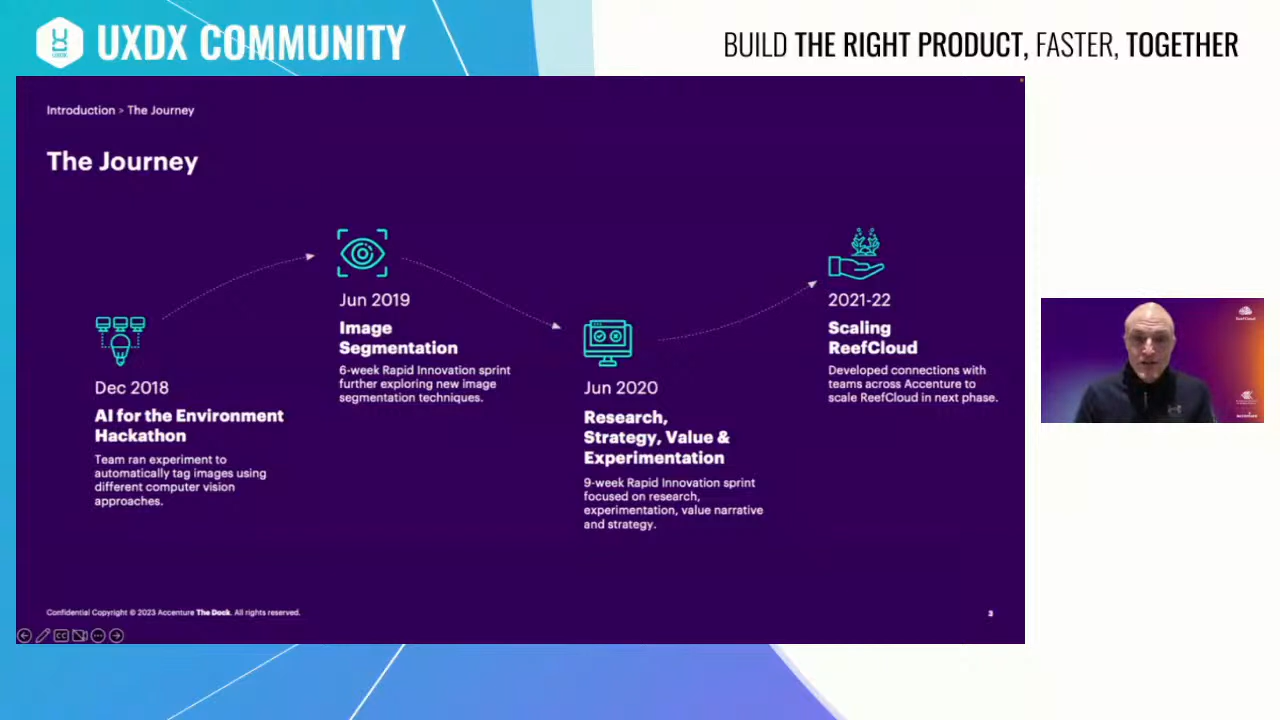 UXDX COMMUNITY
BUILD THE RIGHT PRODUCT, FASTER, TOGETHER
Introduction > The Journey
The Journey
Dec 2018
AI for the Environment
Hackathon
Team ran experiment to
automatically tag images using
different computer vision
approaches.
Jun 2019
Image
Segmentation
6-week Rapid Innovation sprint
further exploring new image
segmentation techniques.
Jun 2020
Research,
Strategy, Value &
Experimentation
9-week Rapid Innovation sprint
focused on research,
experimentation, value narrative
and strategy.
2021-22
Scaling
ReefCloud
Developed connections with
teams across Accenture to
scale ReefCloud in next phase.
Confidential Copyright © 2023 Accenture The Dock. All rights reserved.
3
CC
ReefCloud